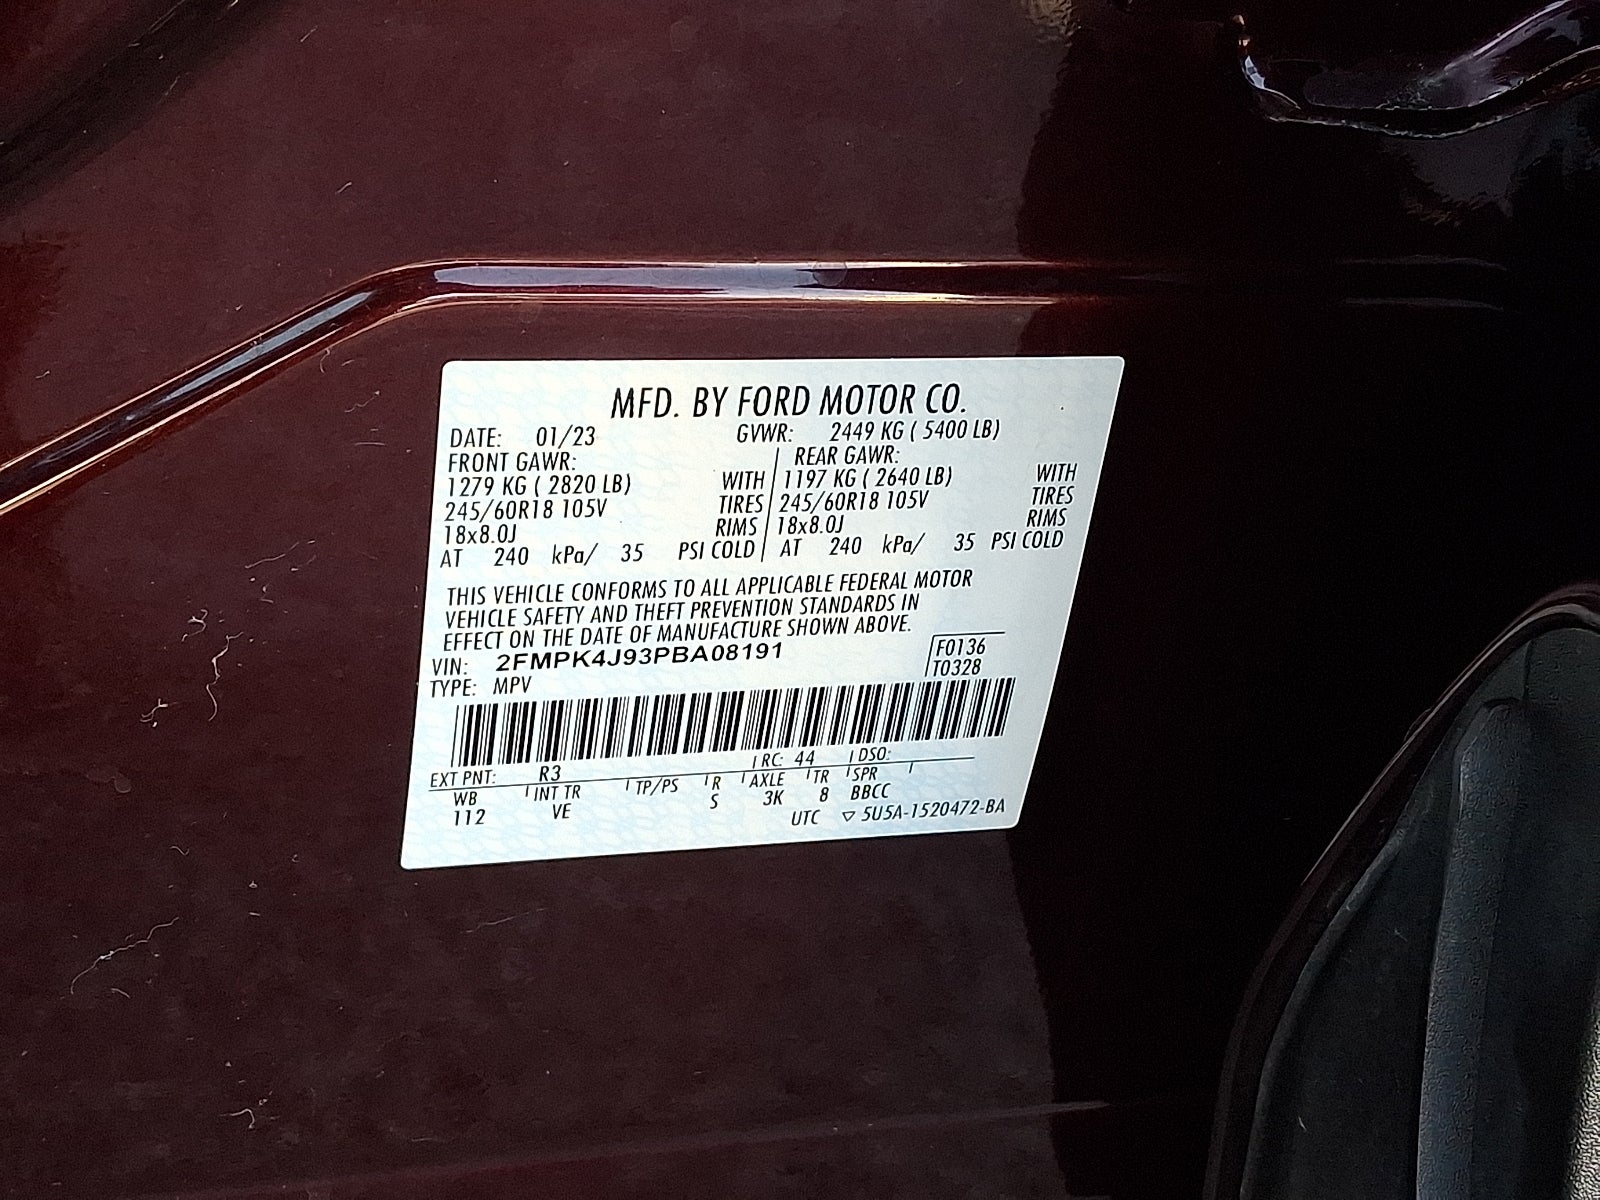 MFD. BY FORD MOTOR CO.
DATE: 01/23 GVWR: 2449 KG ( 5400 LB)
FRONT GAWR: REAR GAWR:
1279 KG ( 2820 LB) WITH 1197 KG ( 2640 LB) WITH
245/60R18 105V TIRES 245/60R18 105V TIRES
18x8.0J RIMS 18x8.0J RIMS
AT 240 kPa/ 35 PSI COLD AT 240 kPa/ 35 PSI COLD
THIS VEHICLE CONFORMS TO ALL APPLICABLE FEDERAL MOTOR
VEHICLE SAFETY AND THEFT PREVENTION STANDARDS IN
EFFECT ON THE DATE OF MANUFACTURE SHOWN ABOVE.
VIN: 2FMPK4J93PBA08191 F0136
TYPE: MPV T0328
EXT PNT: R3 RC: 44 DSO:
WB INT TR TP/PS R AXLE TR SPR
112 VE S 3K 8 BBCC
UTC ▽ 5U5A-1520472-BA